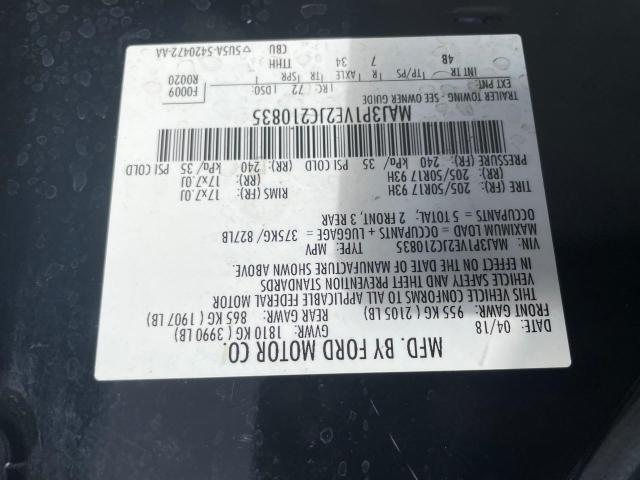 MFD. BY FORD MOTOR CO.
DATE: 04/18 GVWR: 1810 KG ( 3990 LB)
FRONT GAWR: 955 KG ( 2105 LB) REAR GAWR: 865 KG ( 1907 LB)
THIS VEHICLE CONFORMS TO ALL APPLICABLE FEDERAL MOTOR
VEHICLE SAFETY AND THEFT PREVENTION STANDARDS
IN EFFECT ON THE DATE OF MANUFACTURE SHOWN ABOVE.
VIN: MAJ3P1VE2JC210835 TYPE: MPV
MAXIMUM LOAD = OCCUPANTS + LUGGAGE = 375KG/ 827LB
OCCUPANTS = 5 TOTAL; 2 FRONT, 3 REAR
TIRE (FR): 205/50R17 93H RIMS (FR): 17x7.0J
(RR): 205/50R17 93H (RR): 17x7.0J
PRESSURE (FR): 240 kPa/ 35 PSI COLD (RR): 240 kPa/ 35 PSI COLD
MAJ3P1VE2JC210835
TRAILER TOWING - SEE OWNER GUIDE
EXT PNT: RC: 72 DSO: F0009
R0020
INT TR TP/PS R AXLE TR SPR
4B 7 34 TTHH CBU
5U5A-5420472-AA